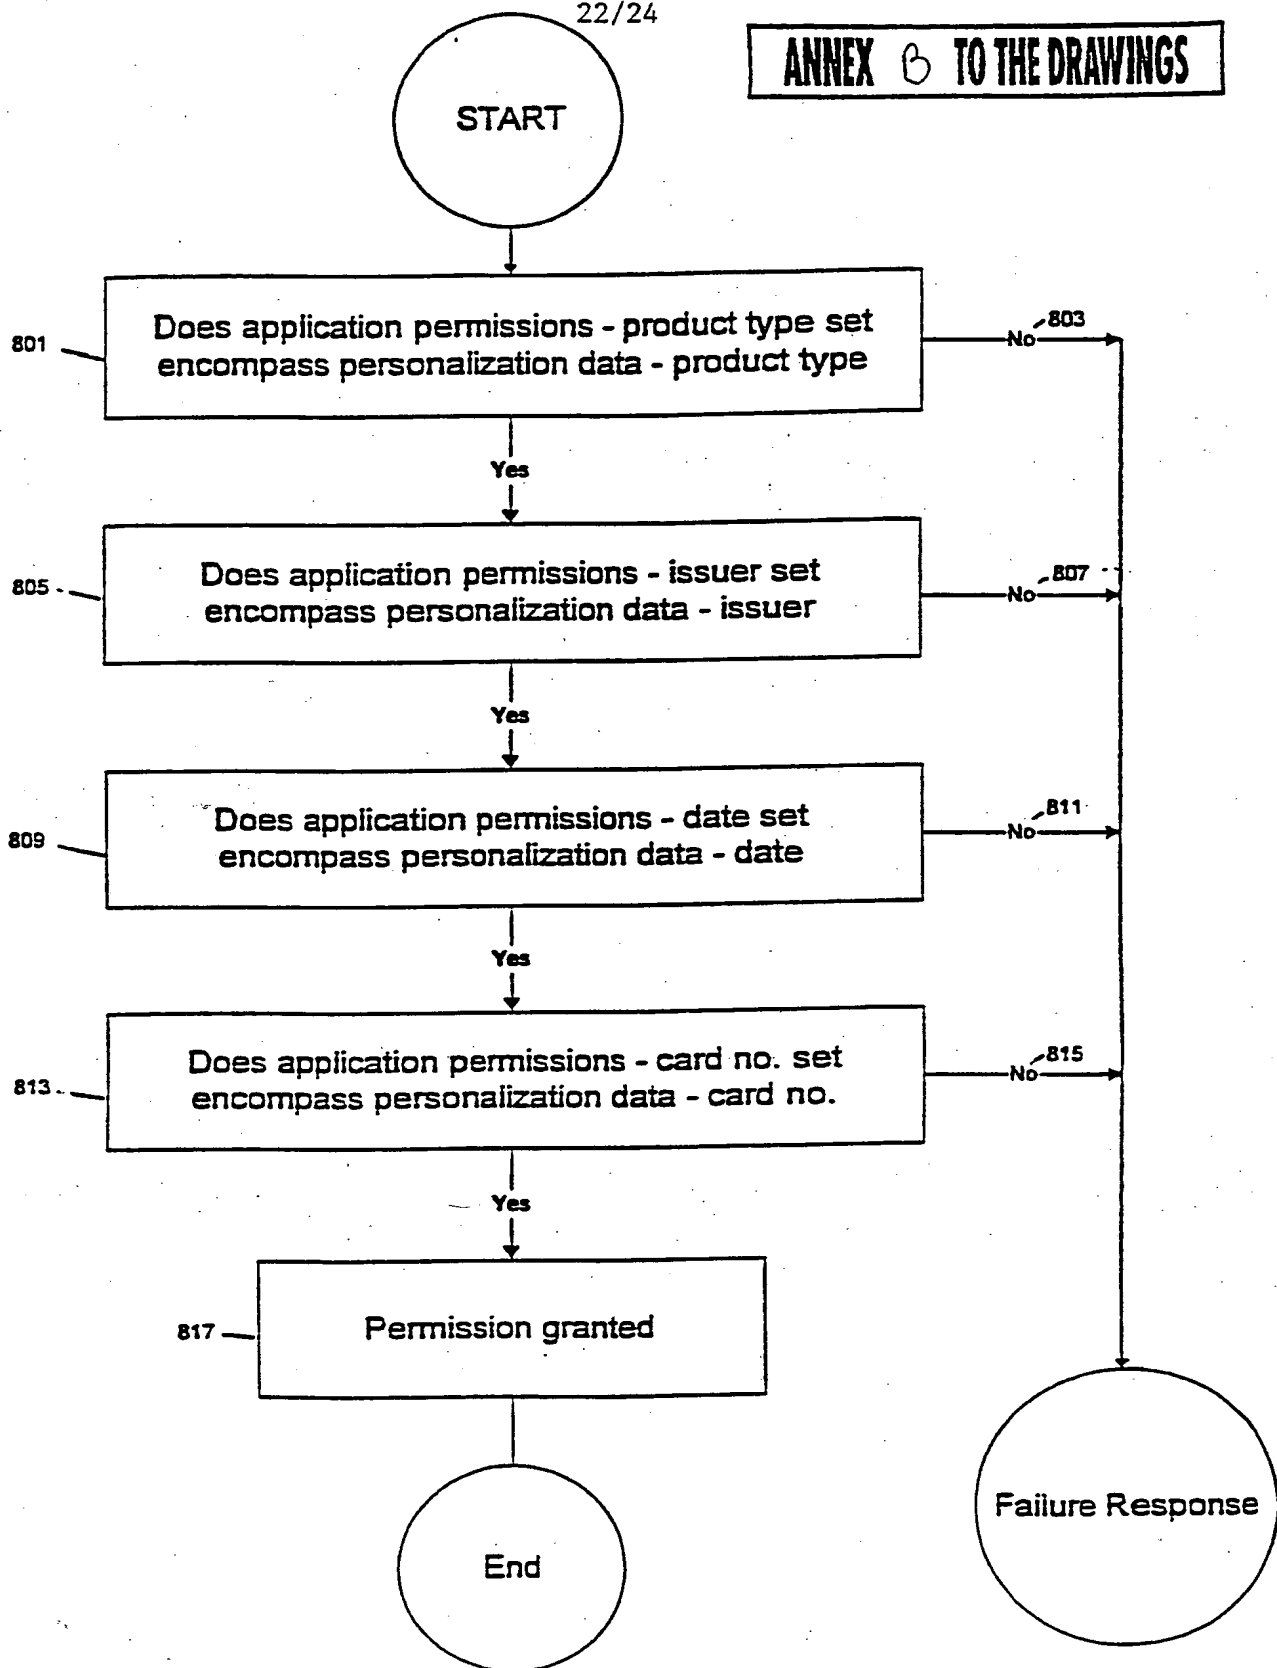 22/24
ANNEX B TO THE DRAWINGS
START
801
Does application permissions - product type set
encompass personalization data - product type
No
803
Yes
805
Does application permissions - issuer set
encompass personalization data - issuer
No
807
Yes
809
Does application permissions - date set
encompass personalization data - date
No
811
Yes
813
Does application permissions - card no. set
encompass personalization data - card no.
No
815
Yes
817
Permission granted
Failure Response
End